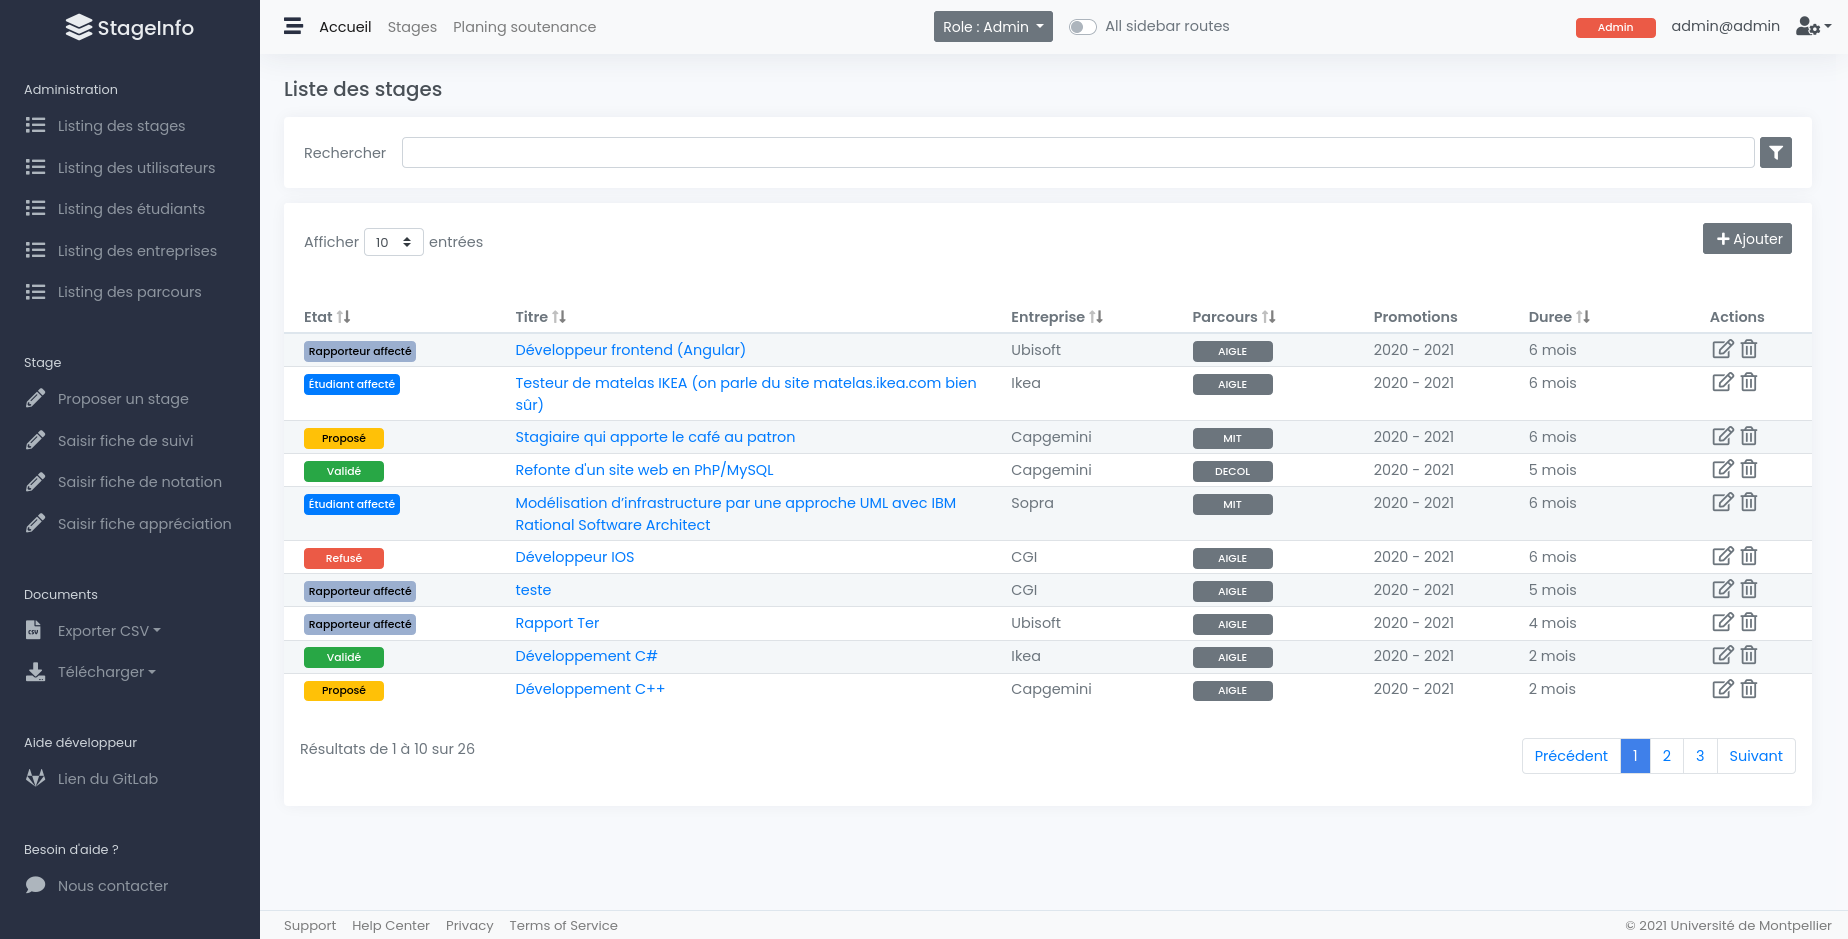 StageInfo
Administration
Listing des stages
Listing des utilisateurs
Listing des étudiants
Listing des entreprises
Listing des parcours
Stage
Proposer un stage
Saisir fiche de suivi
Saisir fiche de notation
Saisir fiche appréciation
Documents
Exporter CSV
Télécharger
Aide développeur
Lien du GitLab
Besoin d'aide ?
Nous contacter
Accueil Stages Planing soutenance Role : Admin All sidebar routes Admin admin@admin
Liste des stages
Rechercher
Afficher 10 entrées Ajouter
Etat Titre Entreprise Parcours Promotions Duree Actions
Rapporteur affecté Développeur frontend (Angular) Ubisoft AIGLE 2020 - 2021 6 mois
Étudiant affecté Testeur de matelas IKEA (on parle du site matelas.ikea.com bien Ikea AIGLE 2020 - 2021 6 mois
sûr)
Proposé Stagiaire qui apporte le café au patron Capgemini MIT 2020 - 2021 6 mois
Validé Refonte d'un site web en PhP/MySQL Capgemini DECOL 2020 - 2021 5 mois
Étudiant affecté Modélisation d’infrastructure par une approche UML avec IBM Sopra MIT 2020 - 2021 6 mois
Rational Software Architect
Refusé Développeur IOS CGI AIGLE 2020 - 2021 6 mois
Rapporteur affecté teste CGI AIGLE 2020 - 2021 5 mois
Rapporteur affecté Rapport Ter Ubisoft AIGLE 2020 - 2021 4 mois
Validé Développement C# Ikea AIGLE 2020 - 2021 2 mois
Proposé Développement C++ Capgemini AIGLE 2020 - 2021 2 mois
Résultats de 1 à 10 sur 26 Précédent 1 2 3 Suivant
Support Help Center Privacy Terms of Service © 2021 Université de Montpellier